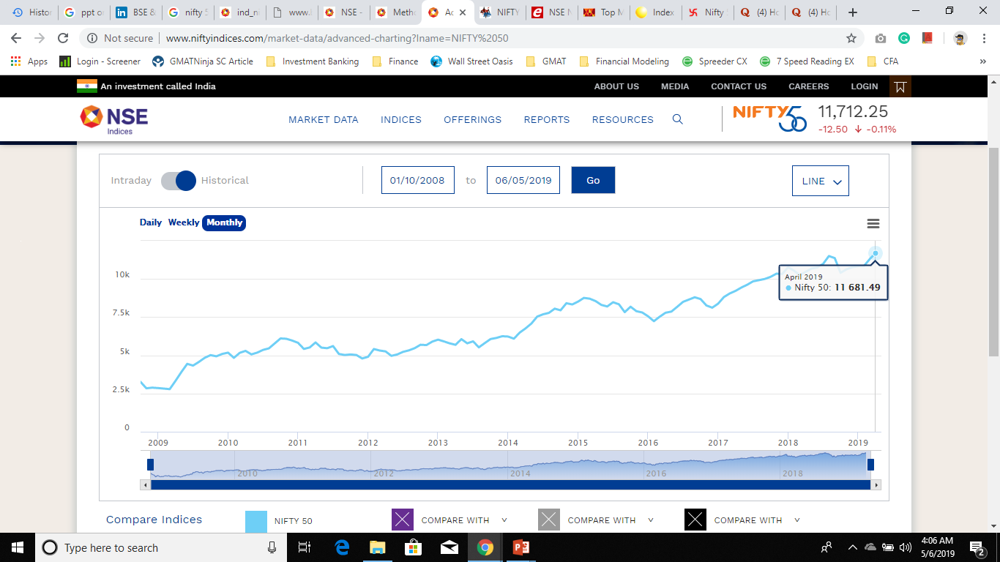 Histor
ppt or
BSE &
nifty 5
ind_ni
www.l
NSE -
Metho
Ac
NIFTY
NSE N
Top M
Index
Nifty
(4) Ho
(4) Ho
Not secure | www.niftyindices.com/market-data/advanced-charting?Iname=NIFTY%2050
Apps Login - Screener GMATNinja SC Article Investment Banking Finance Wall Street Oasis GMAT Financial Modeling Spreeder CX 7 Speed Reading EX CFA »
An investment called India ABOUT US MEDIA CONTACT US CAREERS LOGIN
NSE
Indices
MARKET DATA INDICES OFFERINGS REPORTS RESOURCES
NIFTY 50
11,712.25
-12.50 ↓ -0.11%
Intraday Historical 01/10/2008 to 06/05/2019 Go LINE
Daily Weekly Monthly
10k
7.5k
5k
2.5k
0
April 2019
Nifty 50: 11 681.49
2009 2010 2011 2012 2013 2014 2015 2016 2017 2018 2019
2010 2012 2014 2016 2018
Compare Indices NIFTY 50 COMPARE WITH COMPARE WITH COMPARE WITH
Type here to search
4:06 AM
5/6/2019
2